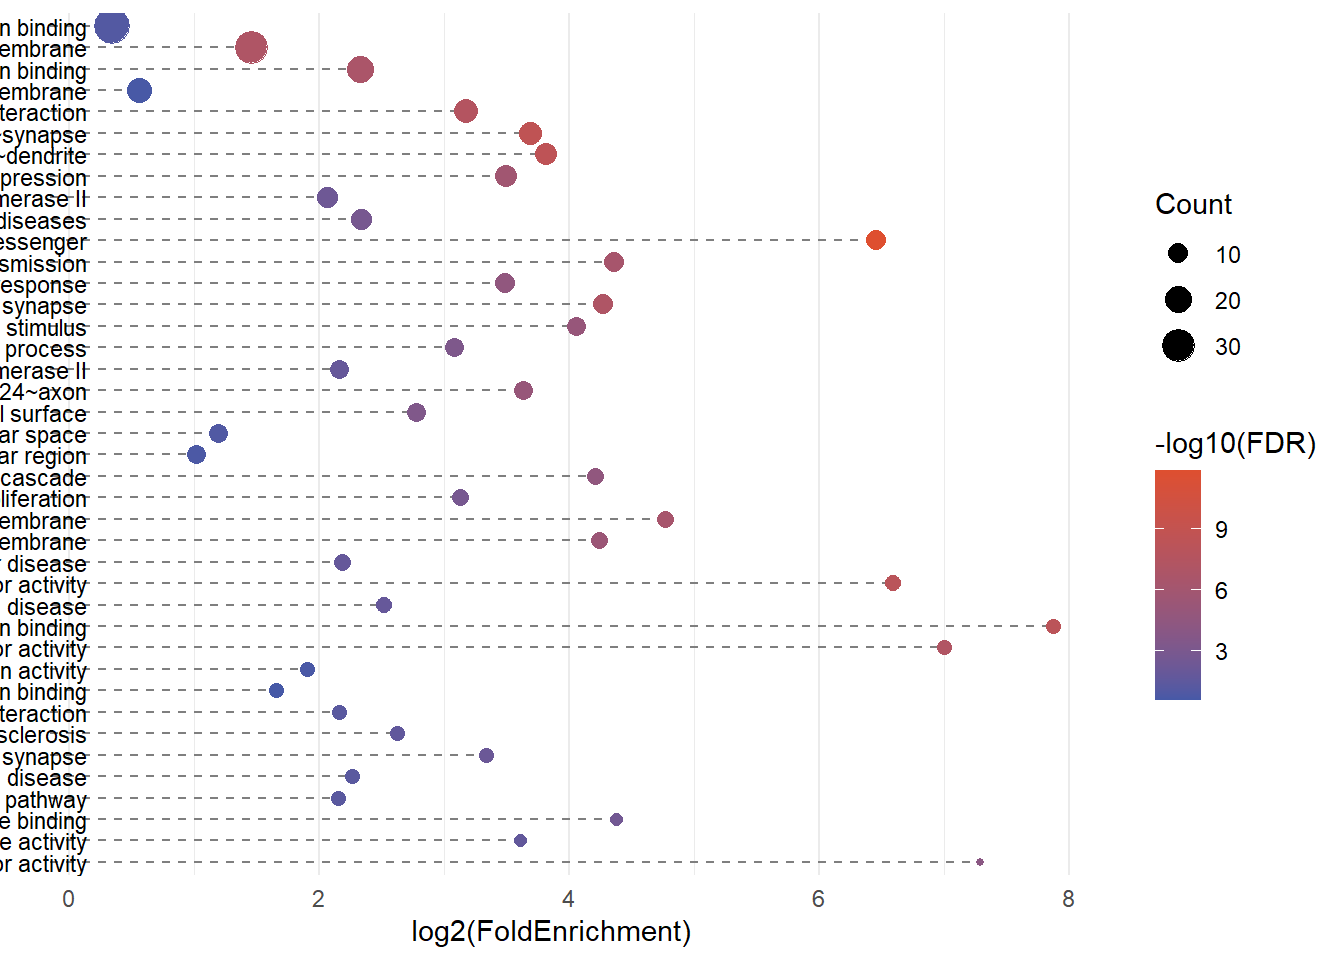 n binding
embrane
n binding
embrane
teraction
~synapse
~dendrite
pression
merase II
diseases
essenger
smission
esponse
synapse
stimulus
process
merase II
24~axon
l surface
ar space
ar region
cascade
liferation
embrane
embrane
r disease
or activity
disease
n binding
or activity
n activity
n binding
teraction
sclerosis
synapse
disease
pathway
e binding
e activity
or activity
0 2 4 6 8
log2(FoldEnrichment)
Count
10
20
30
-log10(FDR)
9
6
3